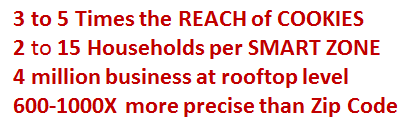 3 to 5 Times the REACH of COOKIES
2 to 15 Households per SMART ZONE
4 million business at rooftop level
600-1000X more precise than Zip Code